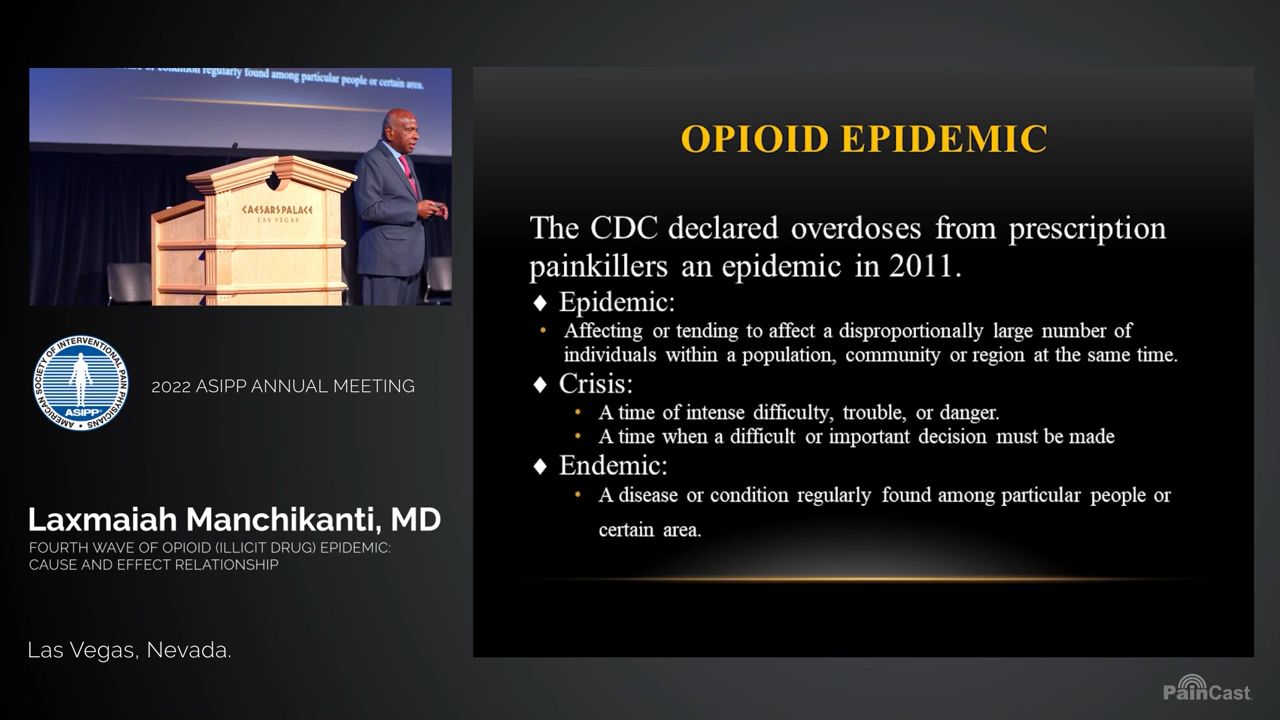 condition regularly found among particular people or certain area.
CAESARS PALACE
LAS VEGAS
AMERICAN SOCIETY OF INTERVENTIONAL PAIN PHYSICIANS
ASIPP®
2022 ASIPP ANNUAL MEETING
Laxmaiah Manchikanti, MD
FOURTH WAVE OF OPIOID (ILLICIT DRUG) EPIDEMIC:
CAUSE AND EFFECT RELATIONSHIP
Las Vegas, Nevada.
OPIOID EPIDEMIC
The CDC declared overdoses from prescription
painkillers an epidemic in 2011.
♦ Epidemic:
• Affecting or tending to affect a disproportionally large number of
individuals within a population, community or region at the same time.
♦ Crisis:
• A time of intense difficulty, trouble, or danger.
• A time when a difficult or important decision must be made
♦ Endemic:
• A disease or condition regularly found among particular people or
certain area.
PainCast